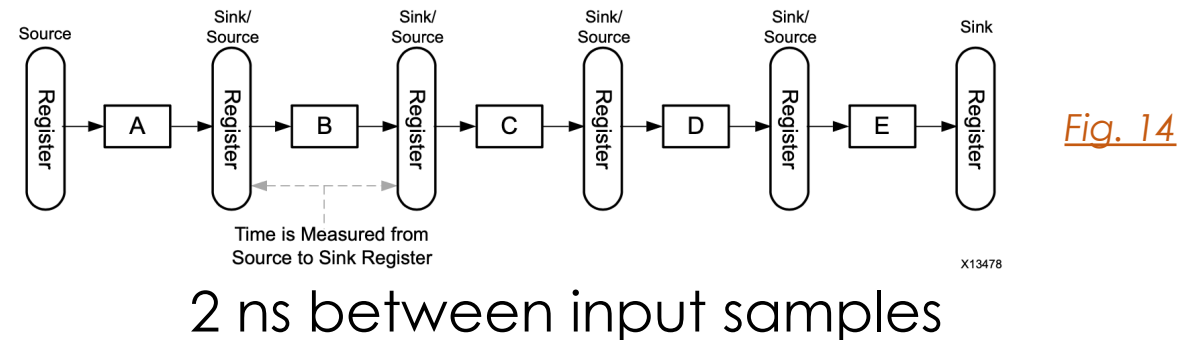 Source
Sink/
Source
Sink/
Source
Sink/
Source
Sink/
Source
Sink
Register
A
Register
B
Register
C
Register
D
Register
E
Register
Fig. 14
Time is Measured from
Source to Sink Register
X13478
2 ns between input samples